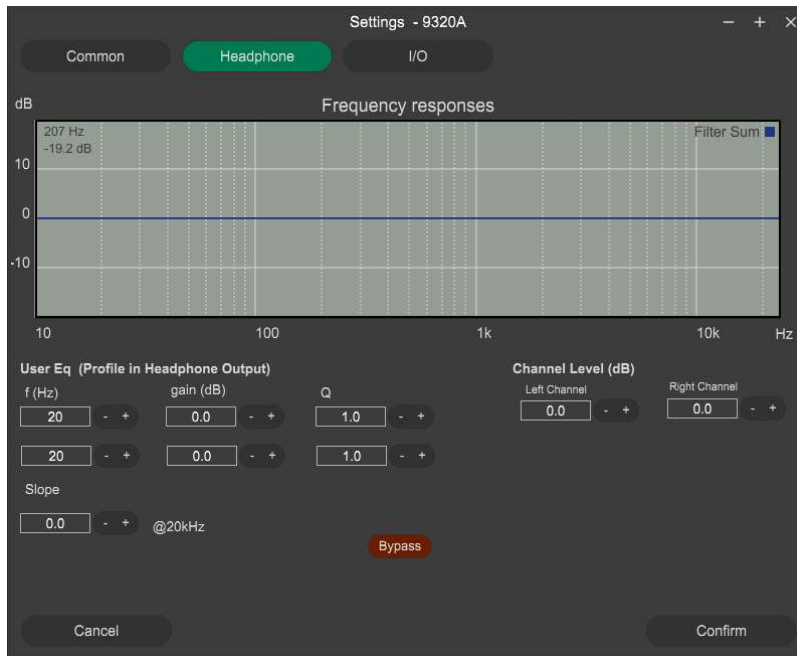 Settings - 9320A
Common Headphone I/O
dB Frequency responses
207 Hz Filter Sum
-19.2 dB
10
0
-10
10 100 1k 10k Hz
User Eq (Profile in Headphone Output) Channel Level (dB)
f (Hz) gain (dB) Q Left Channel Right Channel
20 - + 0.0 - + 1.0 - + 0.0 - + 0.0 - +
20 - + 0.0 - + 1.0 - +
Slope
0.0 - + @20kHz
Bypass
Cancel Confirm